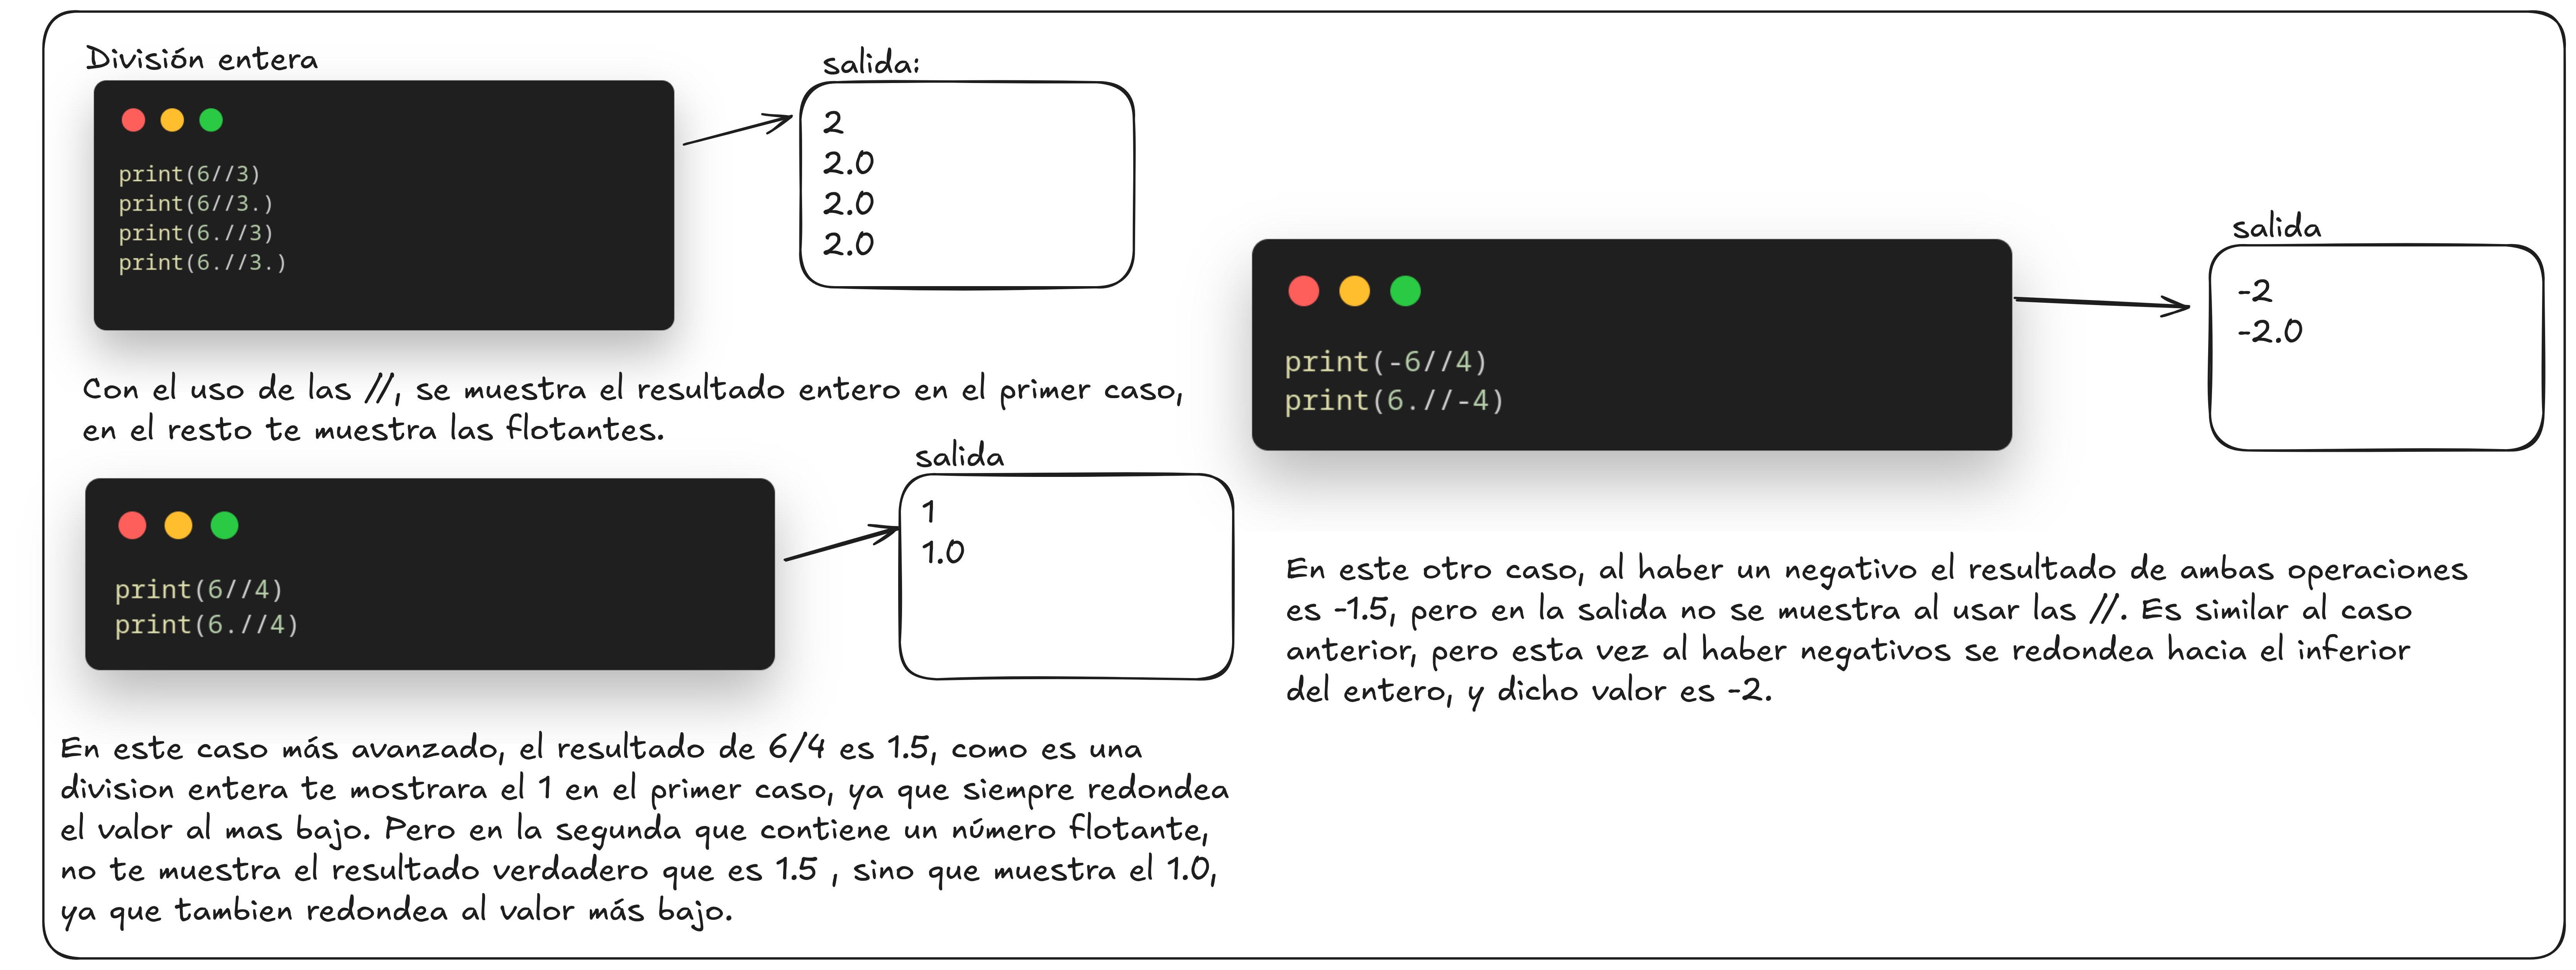 División entera
print(6//3)
print(6//3.)
print(6.//3)
print(6.//3.)
salida:
2
2.0
2.0
2.0
Con el uso de las //, se muestra el resultado entero en el primer caso,
en el resto te muestra las flotantes.
print(6//4)
print(6.//4)
salida
1
1.0
En este caso más avanzado, el resultado de 6/4 es 1.5, como es una
division entera te mostrara el 1 en el primer caso, ya que siempre redondea
el valor al mas bajo. Pero en la segunda que contiene un número flotante,
no te muestra el resultado verdadero que es 1.5 , sino que muestra el 1.0,
ya que tambien redondea al valor más bajo.
print(-6//4)
print(6.//-4)
salida
-2
-2.0
En este otro caso, al haber un negativo el resultado de ambas operaciones
es -1.5, pero en la salida no se muestra al usar las //. Es similar al caso
anterior, pero esta vez al haber negativos se redondea hacia el inferior
del entero, y dicho valor es -2.